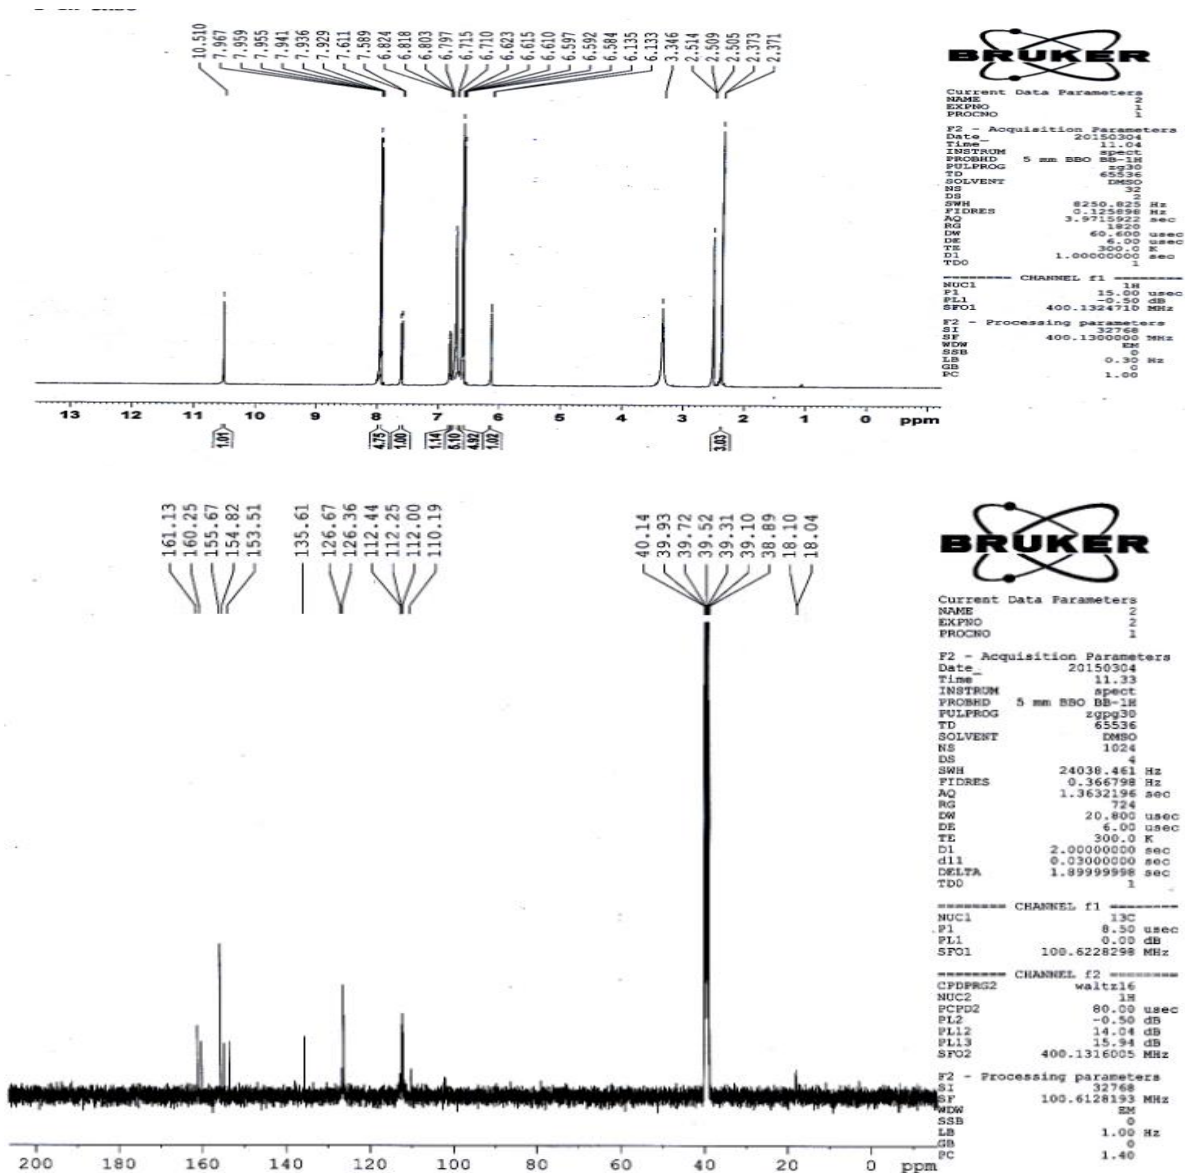 10.510
7.967
7.959
7.955
7.941
7.936
7.929
7.611
7.589
6.824
6.818
6.803
6.797
6.715
6.710
6.623
6.615
6.610
6.597
6.592
6.584
6.135
6.133
3.346
2.514
2.509
2.505
2.373
2.371
BRUKER
Current Data Parameters
NAME 2
EXPNO 1
PROCNO 1
F2 - Acquisition Parameters
Date_ 20150304
Time 11.04
INSTRUM spect
PROBHD 5 mm BBO BB-1H
PULPROG zg30
TD 65536
SOLVENT DMSO
NS 32
DS 2
SWH 8250.825 Hz
FIDRES 0.125898 Hz
AQ 3.9715922 sec
RG 1820
DW 60.600 usec
DE 6.00 usec
TE 300.0 K
D1 1.00000000 sec
TD0 1
======== CHANNEL f1 ========
NUC1 1H
P1 15.00 usec
PL1 -0.50 dB
SFO1 400.1324710 MHz
F2 - Processing parameters
SI 32768
SF 400.1300000 MHz
WDW EM
SSB 0
LB 0.30 Hz
GB 0
PC 1.00
13 12 11 10 9 8 7 6 5 4 3 2 1 0 ppm
1.01 4.75 1.00 1.14 4.92 1.02 3.03
161.13
160.25
155.67
154.82
153.51
135.61
126.67
126.36
112.44
112.25
112.00
110.19
40.14
39.93
39.72
39.52
39.31
39.10
38.89
18.10
18.04
BRUKER
Current Data Parameters
NAME 2
EXPNO 2
PROCNO 1
F2 - Acquisition Parameters
Date_ 20150304
Time 11.33
INSTRUM spect
PROBHD 5 mm BBO BB-1H
PULPROG zgpg30
TD 65536
SOLVENT DMSO
NS 1024
DS 4
SWH 24038.461 Hz
FIDRES 0.366798 Hz
AQ 1.3632196 sec
RG 724
DW 20.800 usec
DE 6.00 usec
TE 300.0 K
D1 2.00000000 sec
d11 0.03000000 sec
DELTA 1.89999998 sec
TD0 1
======== CHANNEL f1 ========
NUC1 13C
P1 8.50 usec
PL1 0.00 dB
SFO1 100.6228298 MHz
======== CHANNEL f2 ========
CPDPRG2 waltz16
NUC2 1H
PCPD2 80.00 usec
PL2 -0.50 dB
PL12 14.04 dB
PL13 15.94 dB
SFO2 400.1316005 MHz
F2 - Processing parameters
SI 32768
SF 100.6128193 MHz
WDW EM
SSB 0
LB 1.00 Hz
GB 0
PC 1.40
200 180 160 140 120 100 80 60 40 20 0 ppm